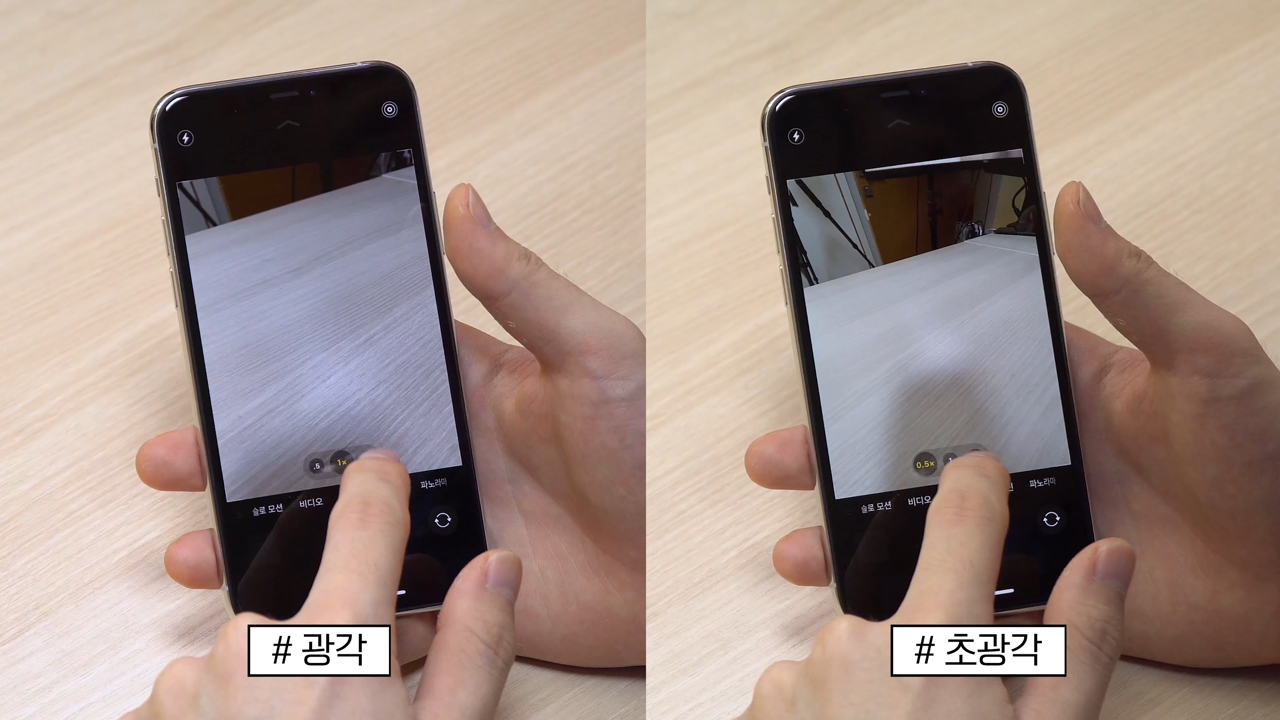 .5 1×
슬로 모션 비디오 파노라마
# 광각
0.5× 1
슬로 모션 비디오 파노라마
# 초광각